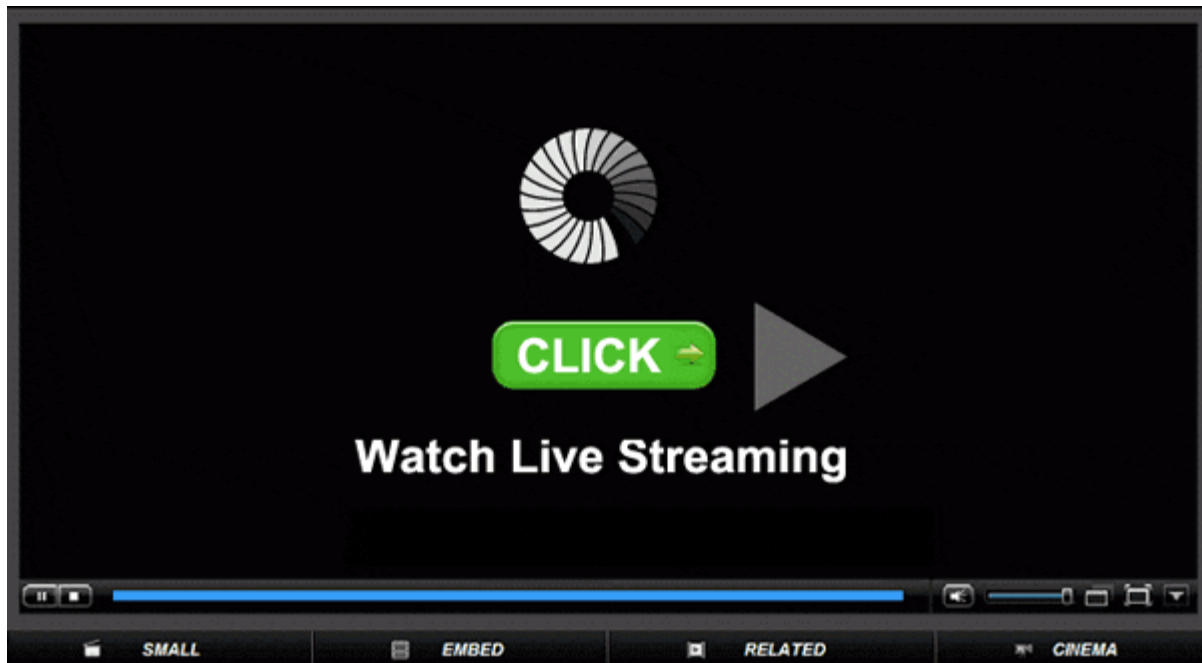 CLICK
Watch Live Streaming
SMALL
EMBED
RELATED
CINEMA